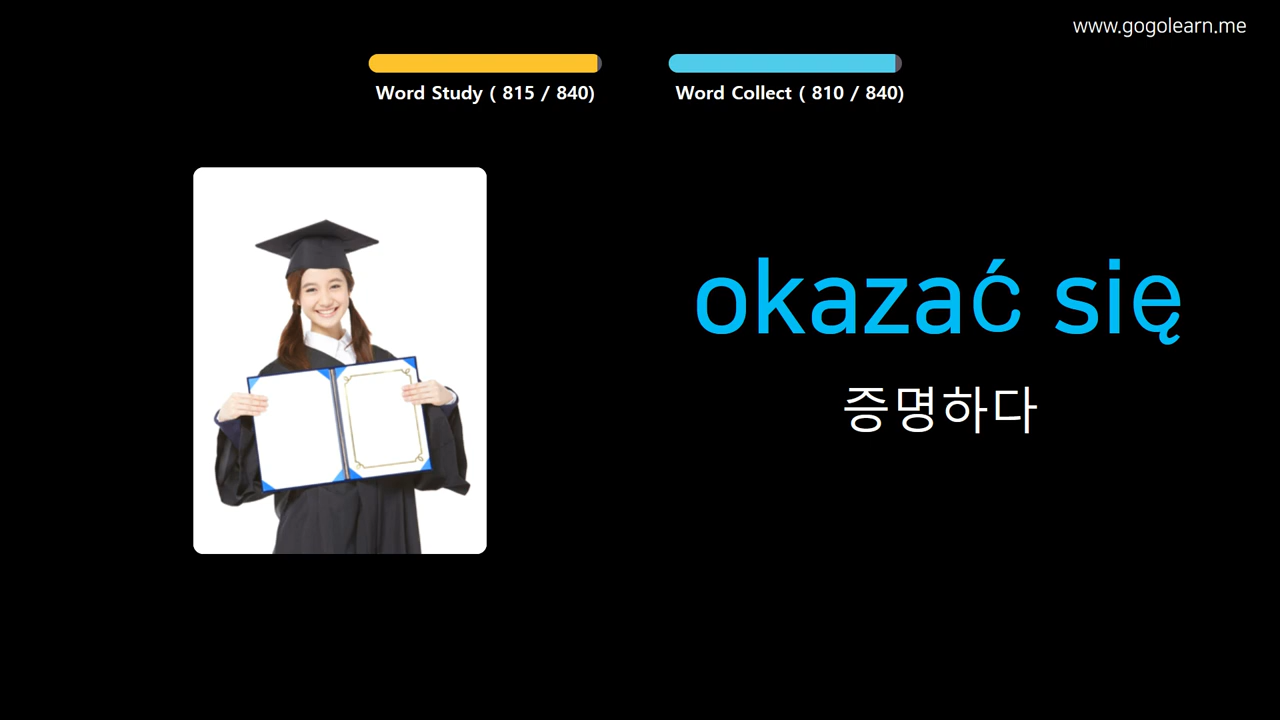 www.gogolearn.me
Word Study ( 815 / 840)
Word Collect ( 810 / 840)
okazać się
증명하다